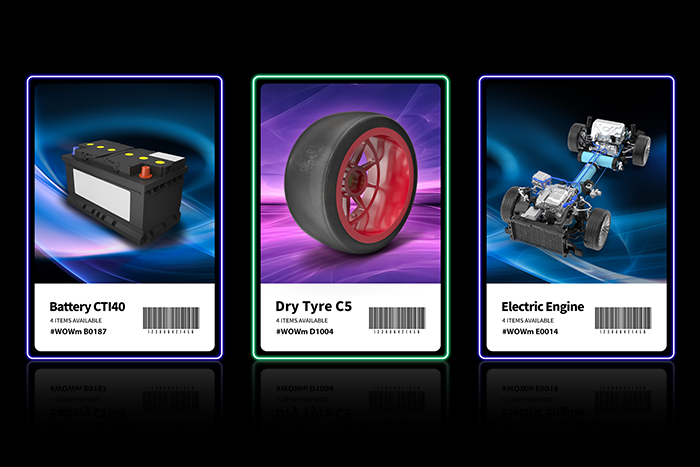 Battery CTI40
4 ITEMS AVAILABLE
#WOWm B0187
Dry Tyre C5
4 ITEMS AVAILABLE
#WOWm D1004
Electric Engine
4 ITEMS AVAILABLE
#WOWm E0014